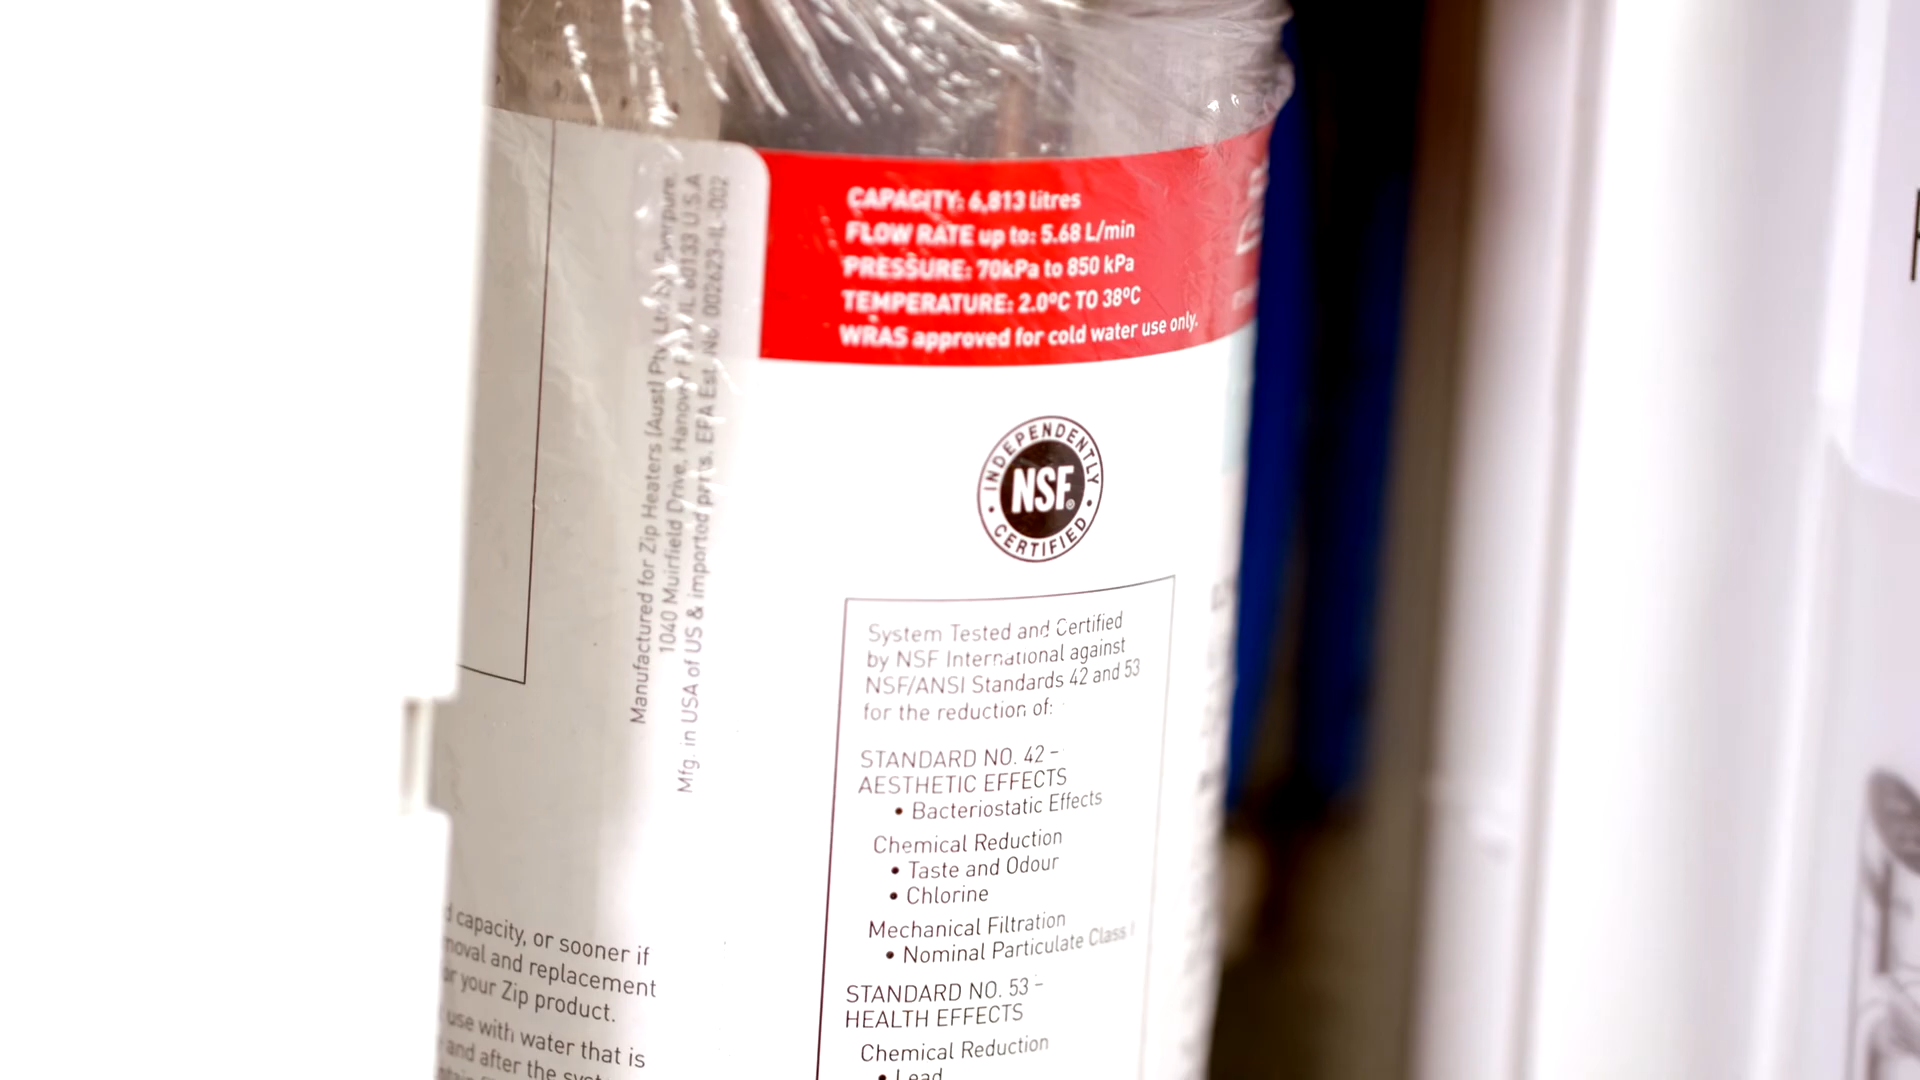 CAPACITY: 6,813 litres
FLOW RATE up to: 5.68 L/min
PRESSURE: 70kPa to 850 kPa
TEMPERATURE: 2.0ºC TO 38ºC
WRAS approved for cold water use only.
INDEPENDENTLY
NSF®
CERTIFIED
System Tested and Certified
by NSF International against
NSF/ANSI Standards 42 and 53
for the reduction of:
STANDARD NO. 42 –
AESTHETIC EFFECTS
• Bacteriostatic Effects
Chemical Reduction
• Taste and Odour
• Chlorine
Mechanical Filtration
• Nominal Particulate Class I
STANDARD NO. 53 –
HEALTH EFFECTS
Chemical Reduction
• Lead
Manufactured for Zip Heaters (Aust) Pty Ltd by Everpure.
1040 Muirfield Drive, Hanover Park IL 60133 U.S.A
Mfg. in USA of US & imported parts. EPA Est. No. 002623-IL-002
capacity, or sooner if
and replacement
your Zip product.
use with water that is
and after the